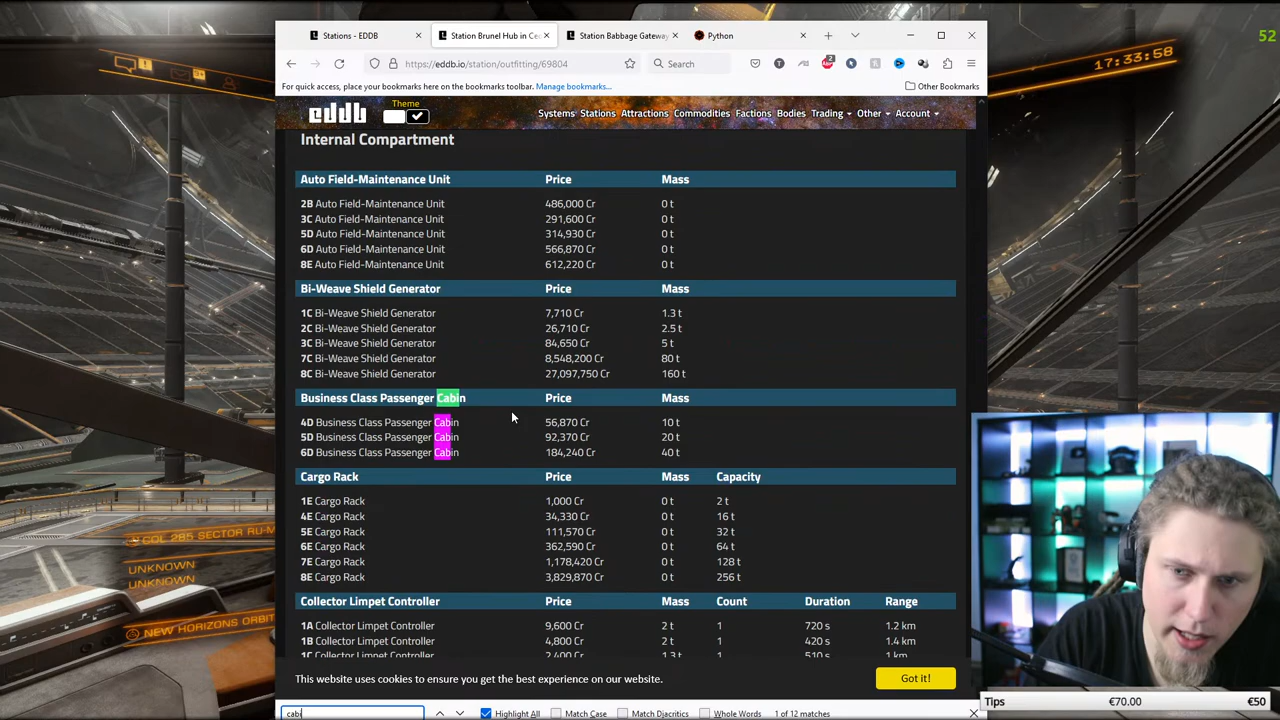 Stations - EDDB
Station Brunel Hub in Ce
Station Babbage Gateway
Python
52
17:33:58
https://eddb.io/station/outfitting/69804
Search
2
For quick access, place your bookmarks here on the bookmarks toolbar. Manage bookmarks...
Other Bookmarks
eddb
Theme
Systems Stations Attractions Commodities Factions Bodies Trading Other Account
Internal Compartment
Auto Field-Maintenance Unit Price Mass
2B Auto Field-Maintenance Unit 486,000 Cr 0 t
3C Auto Field-Maintenance Unit 291,600 Cr 0 t
5D Auto Field-Maintenance Unit 314,930 Cr 0 t
6D Auto Field-Maintenance Unit 566,870 Cr 0 t
8E Auto Field-Maintenance Unit 612,220 Cr 0 t
Bi-Weave Shield Generator Price Mass
1C Bi-Weave Shield Generator 7,710 Cr 1.3 t
2C Bi-Weave Shield Generator 26,710 Cr 2.5 t
3C Bi-Weave Shield Generator 84,650 Cr 5 t
7C Bi-Weave Shield Generator 8,548,200 Cr 80 t
8C Bi-Weave Shield Generator 27,097,750 Cr 160 t
Business Class Passenger Cabin Price Mass
4D Business Class Passenger Cabin 56,870 Cr 10 t
5D Business Class Passenger Cabin 92,370 Cr 20 t
6D Business Class Passenger Cabin 184,240 Cr 40 t
Cargo Rack Price Mass Capacity
1E Cargo Rack 1,000 Cr 0 t 2 t
4E Cargo Rack 34,330 Cr 0 t 16 t
5E Cargo Rack 111,570 Cr 0 t 32 t
6E Cargo Rack 362,590 Cr 0 t 64 t
7E Cargo Rack 1,178,420 Cr 0 t 128 t
8E Cargo Rack 3,829,870 Cr 0 t 256 t
Collector Limpet Controller Price Mass Count Duration Range
1A Collector Limpet Controller 9,600 Cr 2 t 1 720 s 1.2 km
1B Collector Limpet Controller 4,800 Cr 2 t 1 420 s 1.4 km
1C Collector Limpet Controller 2,400 Cr 1.3 t 1 510 s 1 km
COL 285 SECTOR RU-M
UNKNOWN
UNKNOWN
NEW HORIZONS ORBIT
This website uses cookies to ensure you get the best experience on our website.
Got it!
cabi
Highlight All Match Case Match Diacritics Whole Words 1 of 12 matches
Tips €70.00 €50